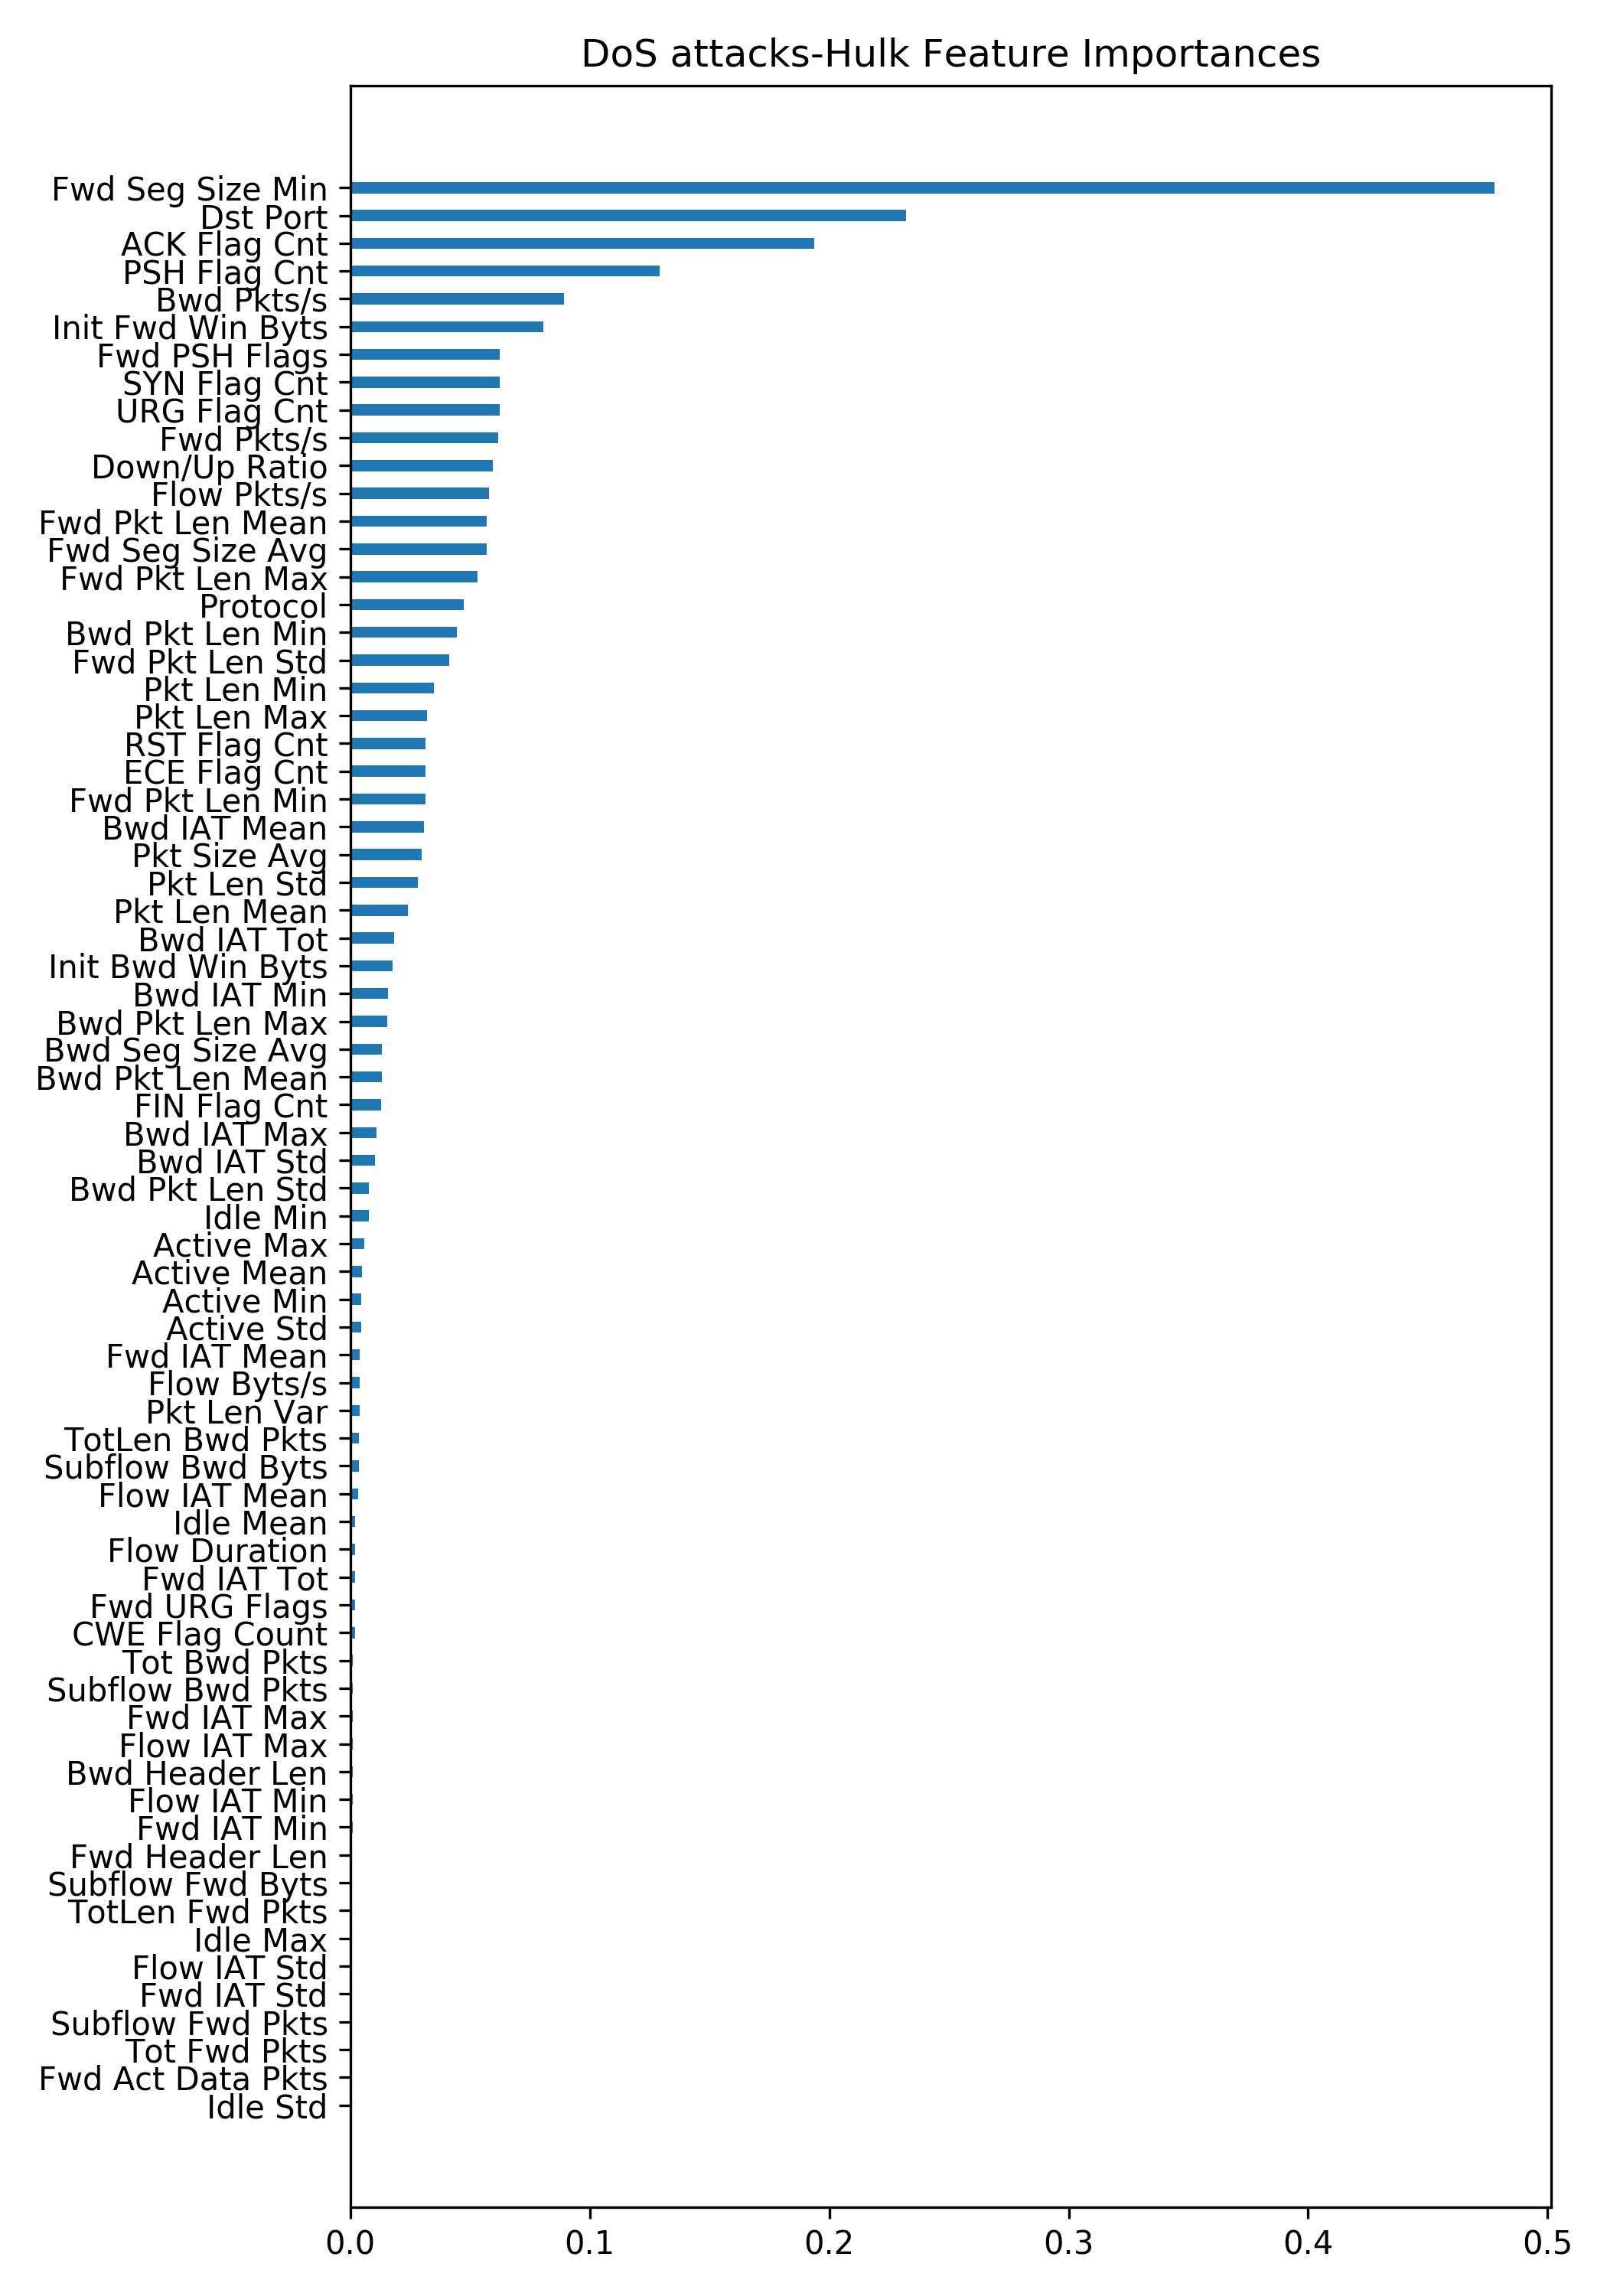 DoS attacks-Hulk Feature Importances
Fwd Seg Size Min
Dst Port
ACK Flag Cnt
PSH Flag Cnt
Bwd Pkts/s
Init Fwd Win Byts
Fwd PSH Flags
SYN Flag Cnt
URG Flag Cnt
Fwd Pkts/s
Down/Up Ratio
Flow Pkts/s
Fwd Pkt Len Mean
Fwd Seg Size Avg
Fwd Pkt Len Max
Protocol
Bwd Pkt Len Min
Fwd Pkt Len Std
Pkt Len Min
Pkt Len Max
RST Flag Cnt
ECE Flag Cnt
Fwd Pkt Len Min
Bwd IAT Mean
Pkt Size Avg
Pkt Len Std
Pkt Len Mean
Bwd IAT Tot
Init Bwd Win Byts
Bwd IAT Min
Bwd Pkt Len Max
Bwd Seg Size Avg
Bwd Pkt Len Mean
FIN Flag Cnt
Bwd IAT Max
Bwd IAT Std
Bwd Pkt Len Std
Idle Min
Active Max
Active Mean
Active Min
Active Std
Fwd IAT Mean
Flow Byts/s
Pkt Len Var
TotLen Bwd Pkts
Subflow Bwd Byts
Flow IAT Mean
Idle Mean
Flow Duration
Fwd IAT Tot
Fwd URG Flags
CWE Flag Count
Tot Bwd Pkts
Subflow Bwd Pkts
Fwd IAT Max
Flow IAT Max
Bwd Header Len
Flow IAT Min
Fwd IAT Min
Fwd Header Len
Subflow Fwd Byts
TotLen Fwd Pkts
Idle Max
Flow IAT Std
Fwd IAT Std
Subflow Fwd Pkts
Tot Fwd Pkts
Fwd Act Data Pkts
Idle Std
0.0 0.1 0.2 0.3 0.4 0.5